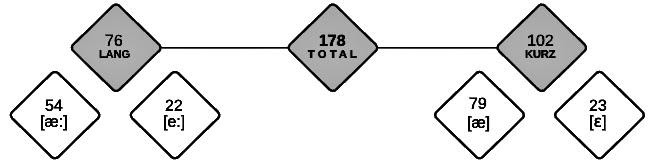 76
LANG
178
TOTAL
102
KURZ
54
[æ:]
22
[e:]
79
[æ]
23
[ɛ]